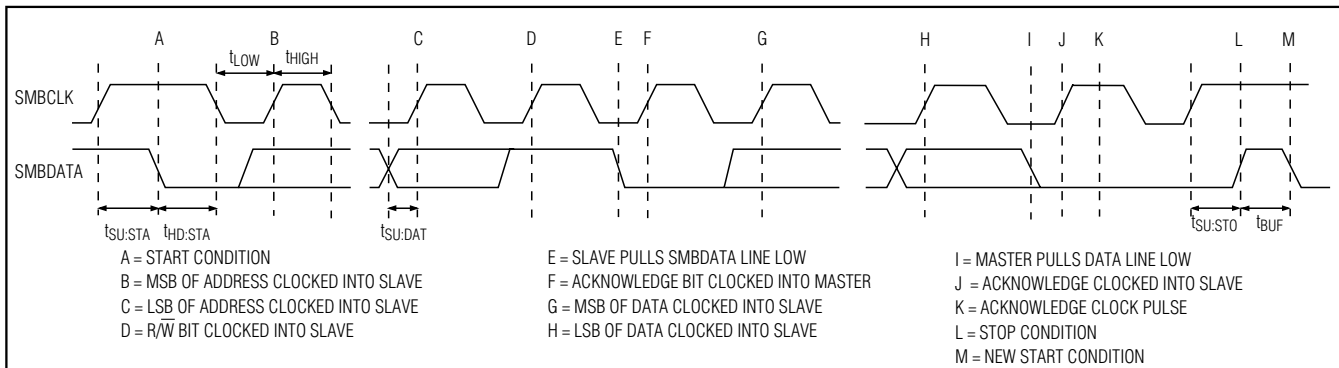 A B C D E F G H I J K L M
tLOW tHIGH
SMBCLK
SMBDATA
tSU:STA tHD:STA tSU:DAT tSU:STO tBUF
A = START CONDITION
B = MSB OF ADDRESS CLOCKED INTO SLAVE
C = LSB OF ADDRESS CLOCKED INTO SLAVE
D = R/W̅ BIT CLOCKED INTO SLAVE
E = SLAVE PULLS SMBDATA LINE LOW
F = ACKNOWLEDGE BIT CLOCKED INTO MASTER
G = MSB OF DATA CLOCKED INTO SLAVE
H = LSB OF DATA CLOCKED INTO SLAVE
I = MASTER PULLS DATA LINE LOW
J = ACKNOWLEDGE CLOCKED INTO SLAVE
K = ACKNOWLEDGE CLOCK PULSE
L = STOP CONDITION
M = NEW START CONDITION